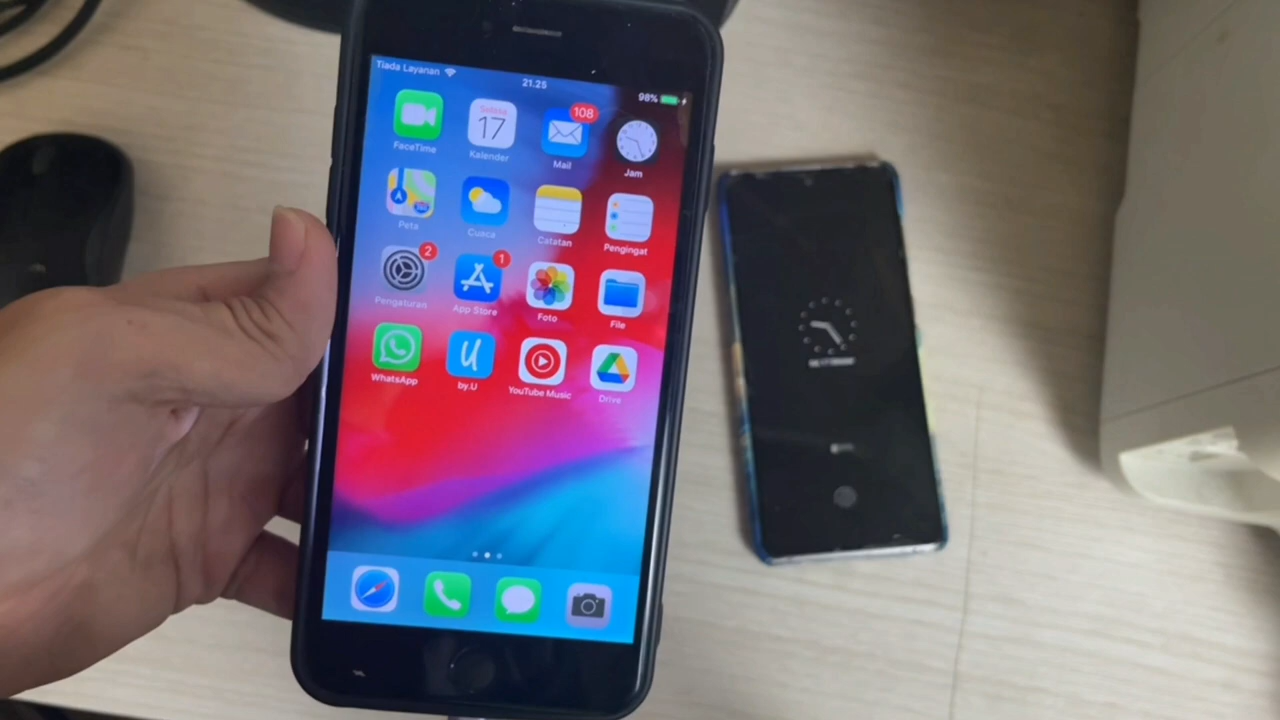 Tiada Layanan
21.25
98%
FaceTime
Selasa
17
Kalender
108
Mail
Jam
Peta
Cuaca
Catatan
Pengingat
2
Pengaturan
1
App Store
Foto
File
WhatsApp
by.U
YouTube Music
Drive